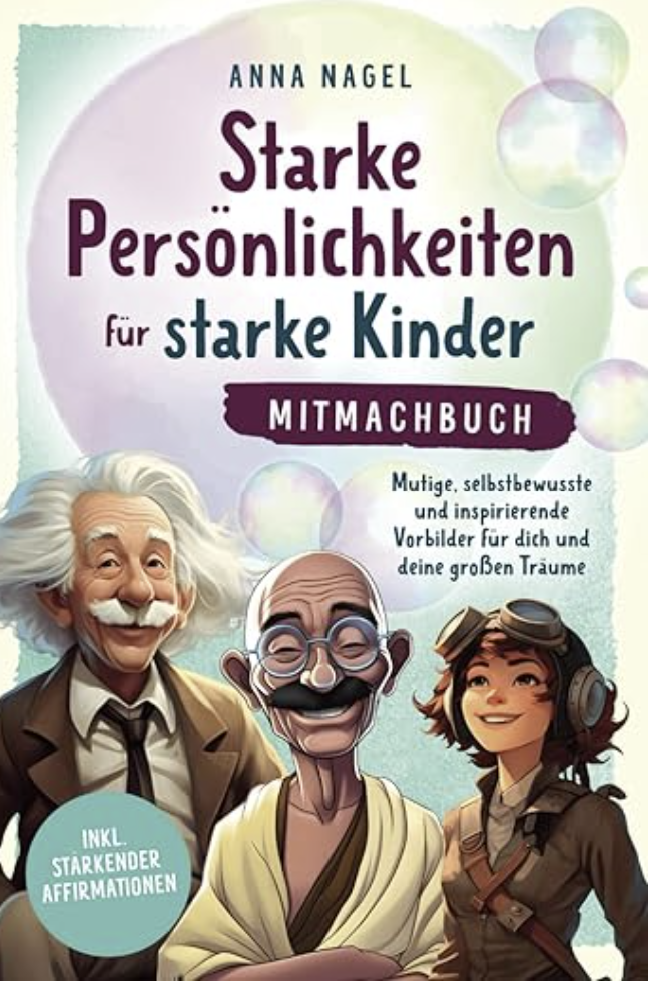 ANNA NAGEL
Starke
Persönlichkeiten
für starke Kinder
MITMACHBUCH
Mutige, selbstbewusste
und inspirierende
Vorbilder für dich und
deine großen Träume
INKL.
STÄRKENDER
AFFIRMATIONEN